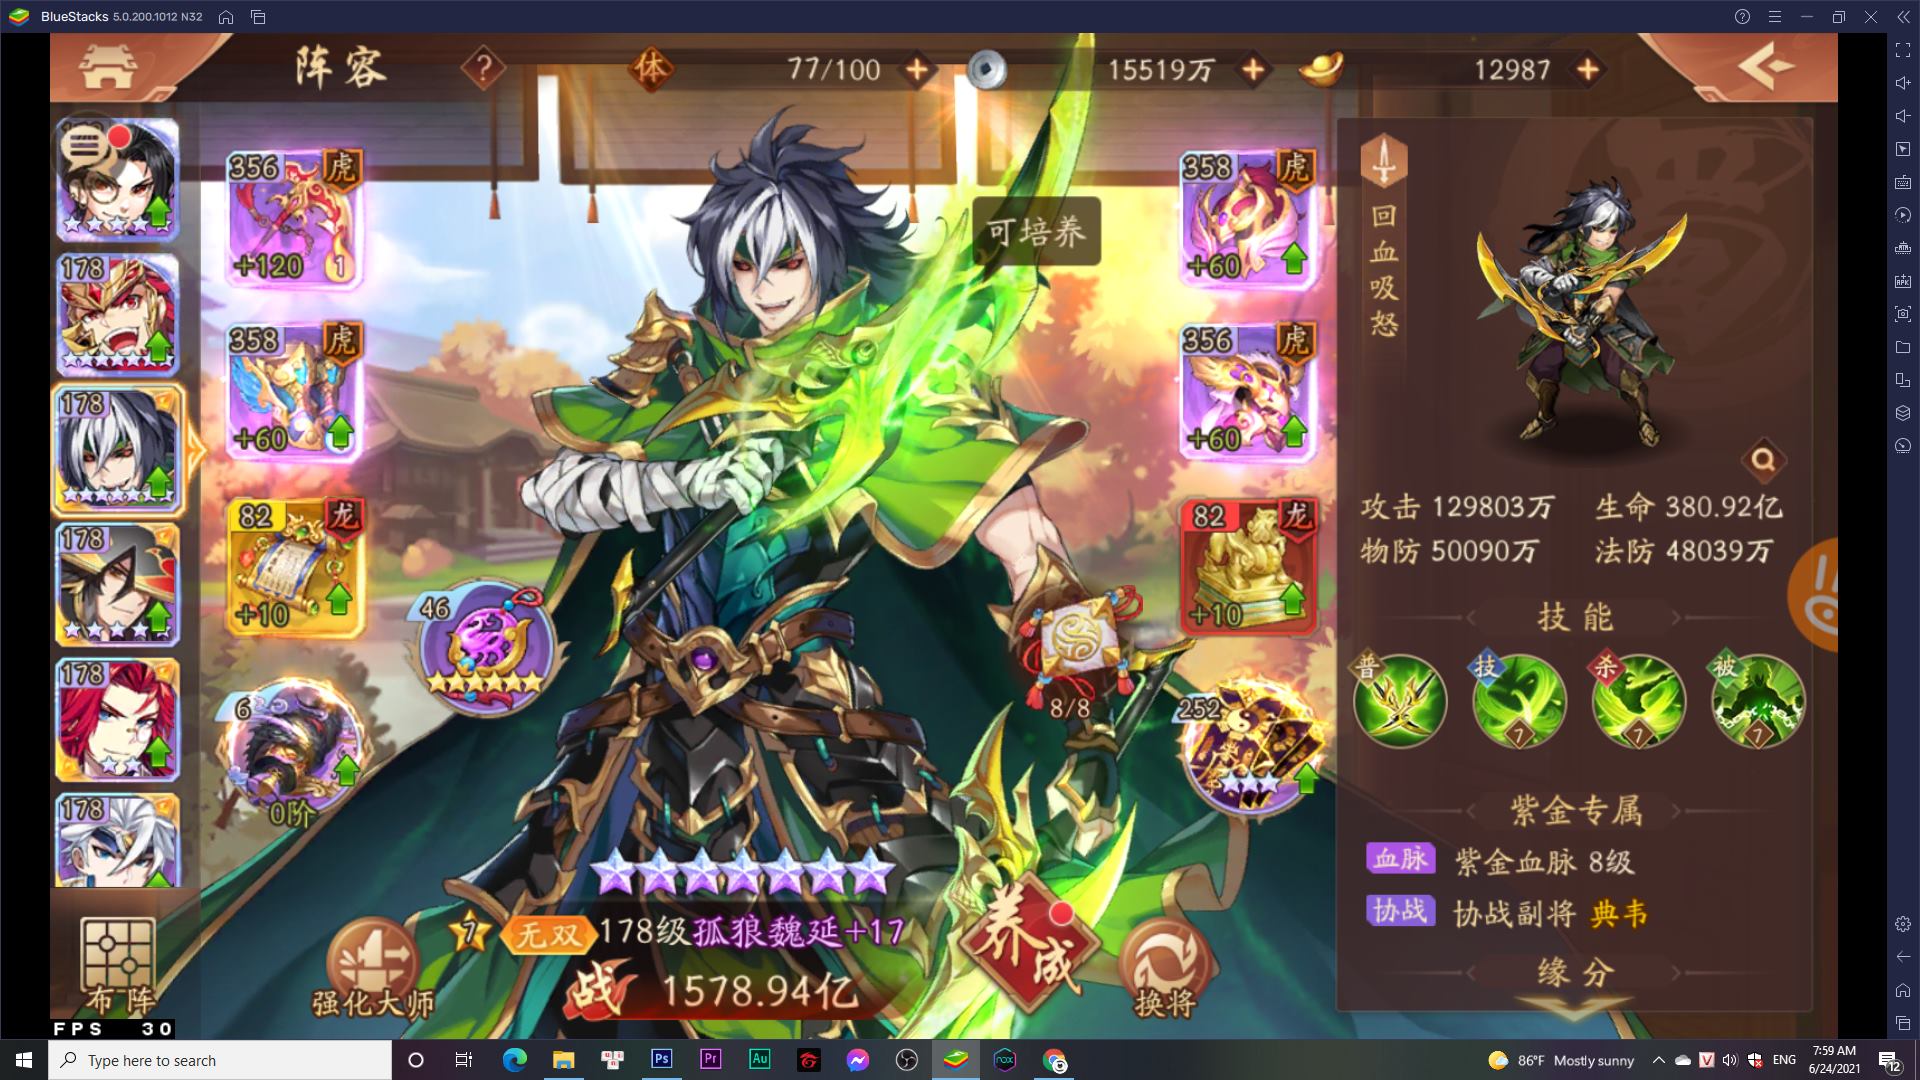 BlueStacks 5.0.200.1012 N32
阵容 ? 体 77/100 15519万 12987
356 虎 +120 1
358 虎 +60
82 龙 +10
46
6
0阶
178
178
178
178
178
可培养
358 虎 +60
356 虎 +60
82 龙 +10
8/8
252
回血吸怒
攻击 129803万 生命 380.92亿
物防 50090万 法防 48039万
技能
普 技 杀 被
7 7 7
紫金专属
血脉 紫金血脉 8级
协战 协战副将 典韦
缘分
7 无双 178级孤狼魏延+17
战 1578.94亿
布阵
强化大师
养成
换将
FPS 30
Type here to search
Ps Pr Au nox
86°F Mostly sunny
ENG
7:59 AM
6/24/2021
12